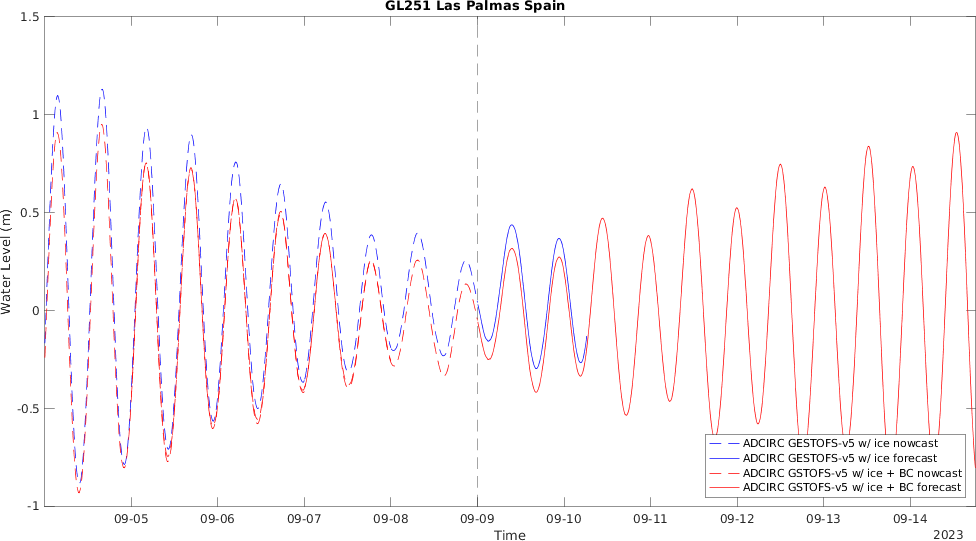 GL251 Las Palmas Spain
1.5
1
0.5
0
-0.5
-1
Water Level (m)
ADCIRC GESTOFS-v5 w/ ice nowcast
ADCIRC GESTOFS-v5 w/ ice forecast
ADCIRC GSTOFS-v5 w/ ice + BC nowcast
ADCIRC GSTOFS-v5 w/ ice + BC forecast
09-05 09-06 09-07 09-08 09-09 09-10 09-11 09-12 09-13 09-14
Time
2023